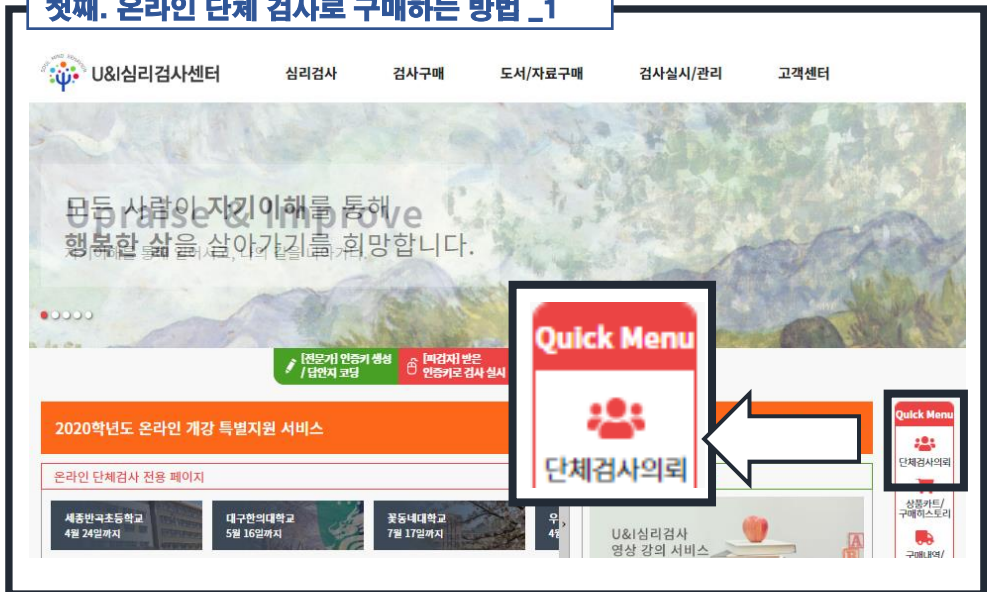 첫째. 온라인 단체 검사로 구매하는 방법 _1
U&I심리검사센터
심리검사
검사구매
도서/자료구매
검사실시/관리
고객센터
Upraise & Improve
모든 사람이 자기이해를 통해
행복한 삶을 살아가기를 희망합니다.
[전문가] 인증키 생성
/ 답안지 코딩
[피검자] 받은
인증키로 검사 실시
Quick Menu
단체검사의뢰
2020학년도 온라인 개강 특별지원 서비스
온라인 단체검사 전용 페이지
세종반곡초등학교
4월 24일까지
대구한의대학교
5월 16일까지
꽃동네대학교
7월 17일까지
우
4월
U&I심리검사
영상 강의 서비스
Quick Menu
단체검사의뢰
상품카트/
구매히스토리
구매내역/